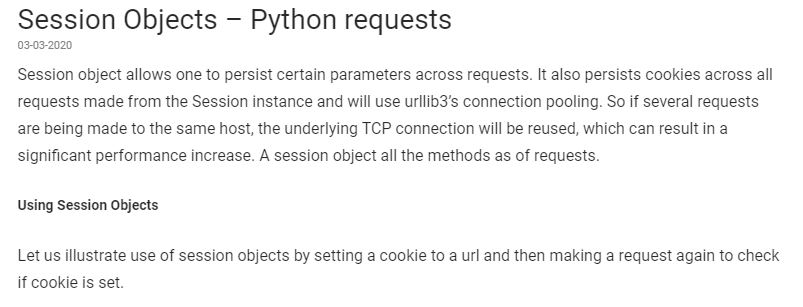 Session Objects – Python requests
03-03-2020
Session object allows one to persist certain parameters across requests. It also persists cookies across all
requests made from the Session instance and will use urllib3's connection pooling. So if several requests
are being made to the same host, the underlying TCP connection will be reused, which can result in a
significant performance increase. A session object all the methods as of requests.
Using Session Objects
Let us illustrate use of session objects by setting a cookie to a url and then making a request again to check
if cookie is set.